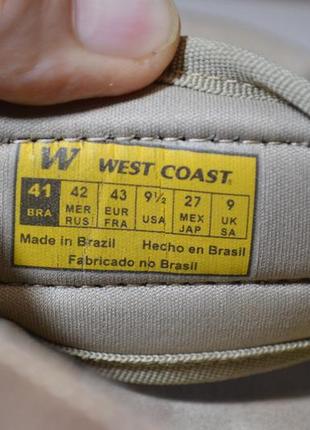 W WEST COAST®
41 42 43 9½ 27 9
BRA MER EUR USA MEX UK
RUS FRA JAP SA
Made in Brazil Hecho en Brasil
Fabricado no Brasil